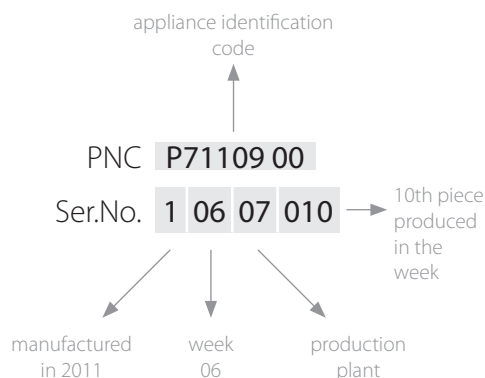 appliance identification
code
PNC P71109 00
Ser.No. 1 06 07 010
10th piece
produced
in the
week
manufactured
in 2011
week
06
production
plant